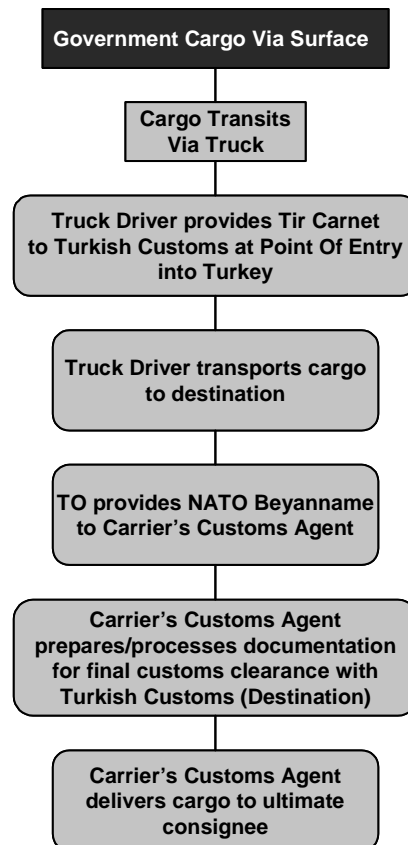 Government Cargo Via Surface
Cargo Transits
Via Truck
Truck Driver provides Tir Carnet
to Turkish Customs at Point Of Entry
into Turkey
Truck Driver transports cargo
to destination
TO provides NATO Beyanname
to Carrier's Customs Agent
Carrier's Customs Agent
prepares/processes documentation
for final customs clearance with
Turkish Customs (Destination)
Carrier's Customs Agent
delivers cargo to ultimate
consignee